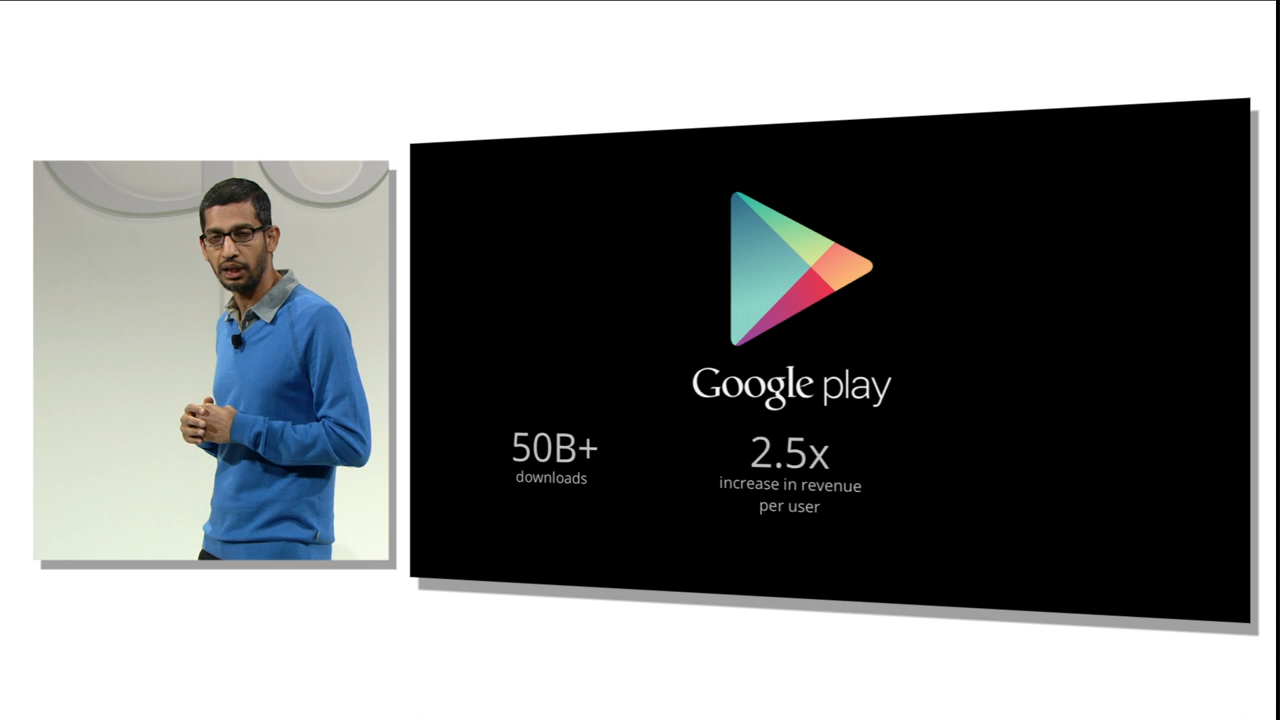 Google play
50B+
downloads
2.5x
increase in revenue
per user